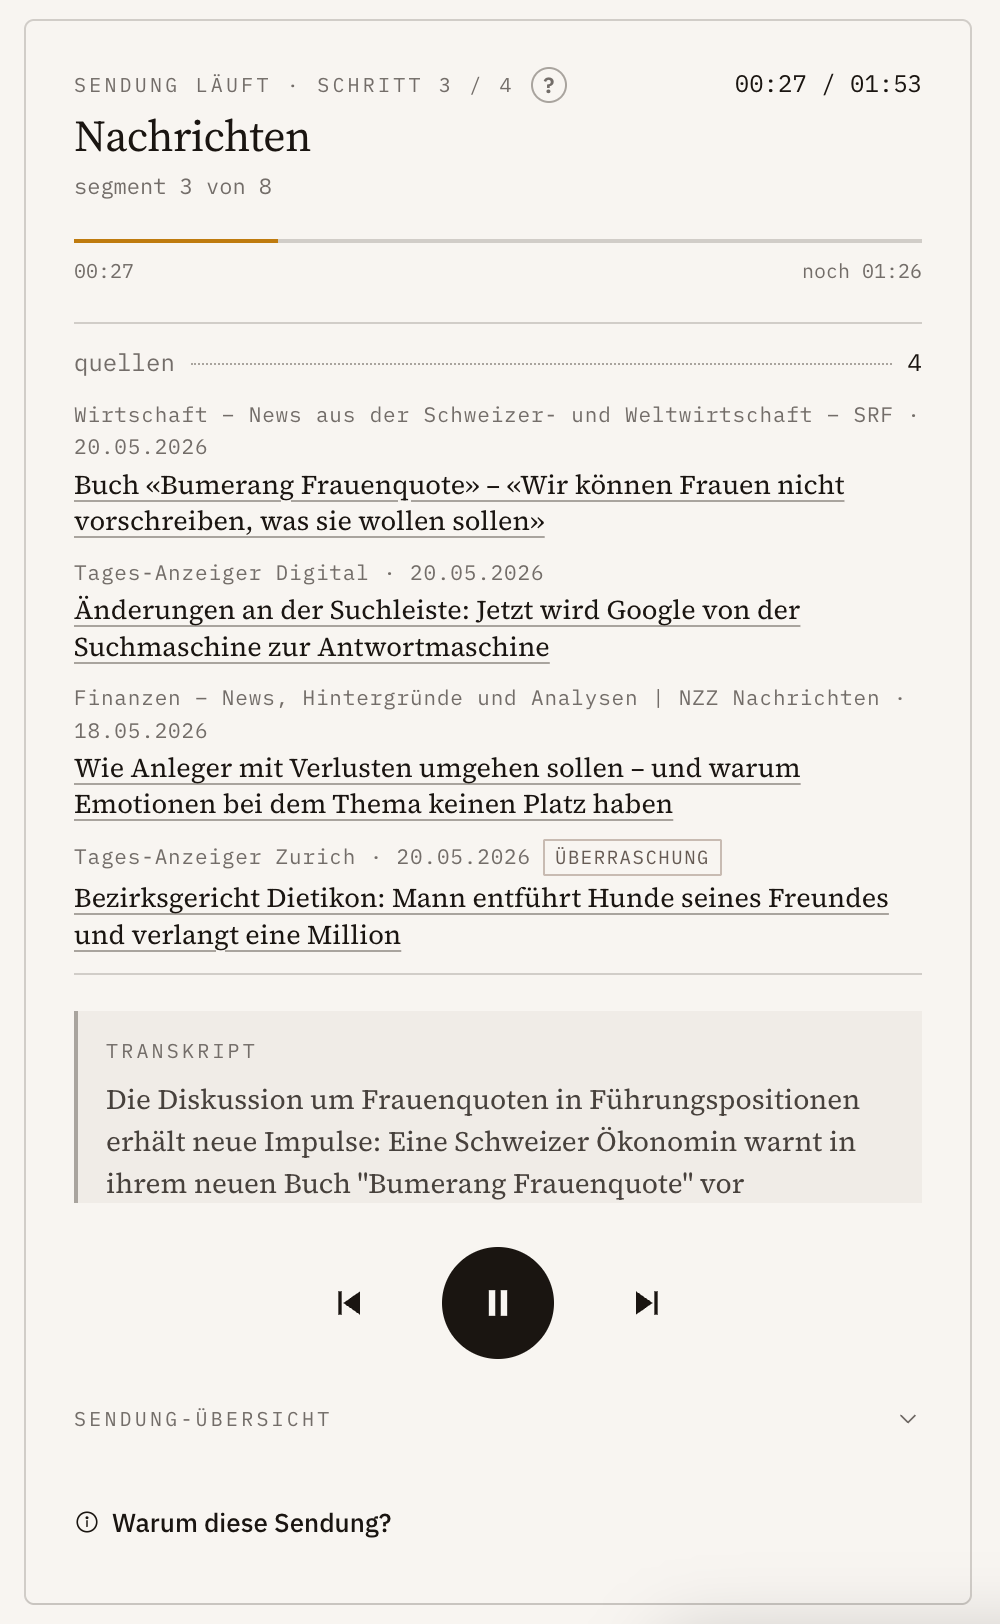 SENDUNG LÄUFT · SCHRITT 3 / 4 ? 00:27 / 01:53
Nachrichten
segment 3 von 8
00:27 noch 01:26
quellen 4
Wirtschaft – News aus der Schweizer- und Weltwirtschaft – SRF ·
20.05.2026
Buch «Bumerang Frauenquote» – «Wir können Frauen nicht
vorschreiben, was sie wollen sollen»
Tages-Anzeiger Digital · 20.05.2026
Änderungen an der Suchleiste: Jetzt wird Google von der
Suchmaschine zur Antwortmaschine
Finanzen – News, Hintergründe und Analysen | NZZ Nachrichten ·
18.05.2026
Wie Anleger mit Verlusten umgehen sollen – und warum
Emotionen bei dem Thema keinen Platz haben
Tages-Anzeiger Zurich · 20.05.2026 ÜBERRASCHUNG
Bezirksgericht Dietikon: Mann entführt Hunde seines Freundes
und verlangt eine Million
TRANSKRIPT
Die Diskussion um Frauenquoten in Führungspositionen
erhält neue Impulse: Eine Schweizer Ökonomin warnt in
ihrem neuen Buch "Bumerang Frauenquote" vor
SENDUNG-ÜBERSICHT
Warum diese Sendung?